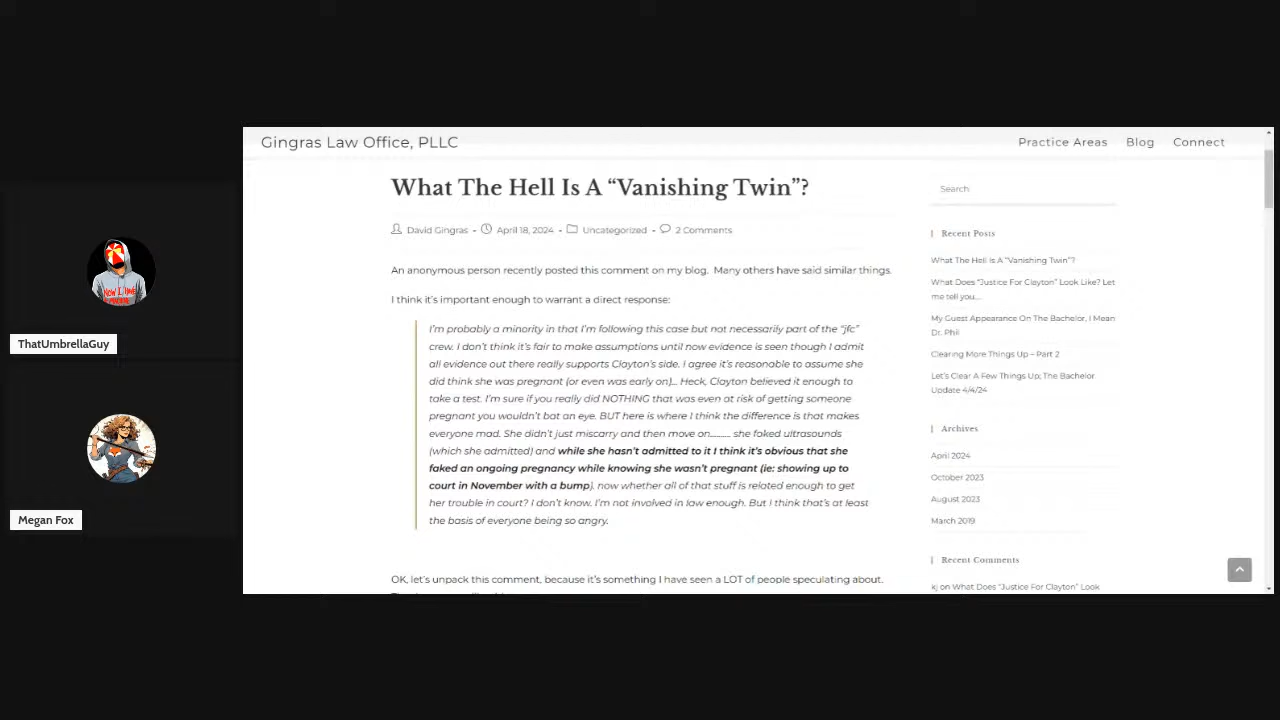 Gingras Law Office, PLLC
Practice Areas Blog Connect
What The Hell Is A “Vanishing Twin”?
David Gingras - April 18, 2024 - Uncategorized - 2 Comments
An anonymous person recently posted this comment on my blog. Many others have said similar things.
I think it's important enough to warrant a direct response:
I'm probably a minority in that I'm following this case but not necessarily part of the “jfc”
crew. I don't think it's fair to make assumptions until now evidence is seen though I admit
all evidence out there really supports Clayton's side. I agree it's reasonable to assume she
did think she was pregnant (or even was early on)... Heck, Clayton believed it enough to
take a test. I'm sure if you really did NOTHING that was even at risk of getting someone
pregnant you wouldn't bat an eye. BUT here is where I think the difference is that makes
everyone mad. She didn't just miscarry and then move on.......... she faked ultrasounds
(which she admitted) and while she hasn't admitted to it I think it's obvious that she
faked an ongoing pregnancy while knowing she wasn't pregnant (ie: showing up to
court in November with a bump). now whether all of that stuff is related enough to get
her trouble in court? I don't know. I'm not involved in law enough. But I think that's at least
the basis of everyone being so angry.
OK, let's unpack this comment, because it's something I have seen a LOT of people speculating about.
Search
Recent Posts
What The Hell Is A “Vanishing Twin”?
What Does “Justice For Clayton” Look Like? Let
me tell you....
My Guest Appearance On The Bachelor, I Mean
Dr. Phil
Clearing More Things Up – Part 2
Let's Clear A Few Things Up; The Bachelor
Update 4/4/24
Archives
April 2024
October 2023
August 2023
March 2019
Recent Comments
kj on What Does “Justice For Clayton” Look
ThatUmbrellaGuy
Megan Fox